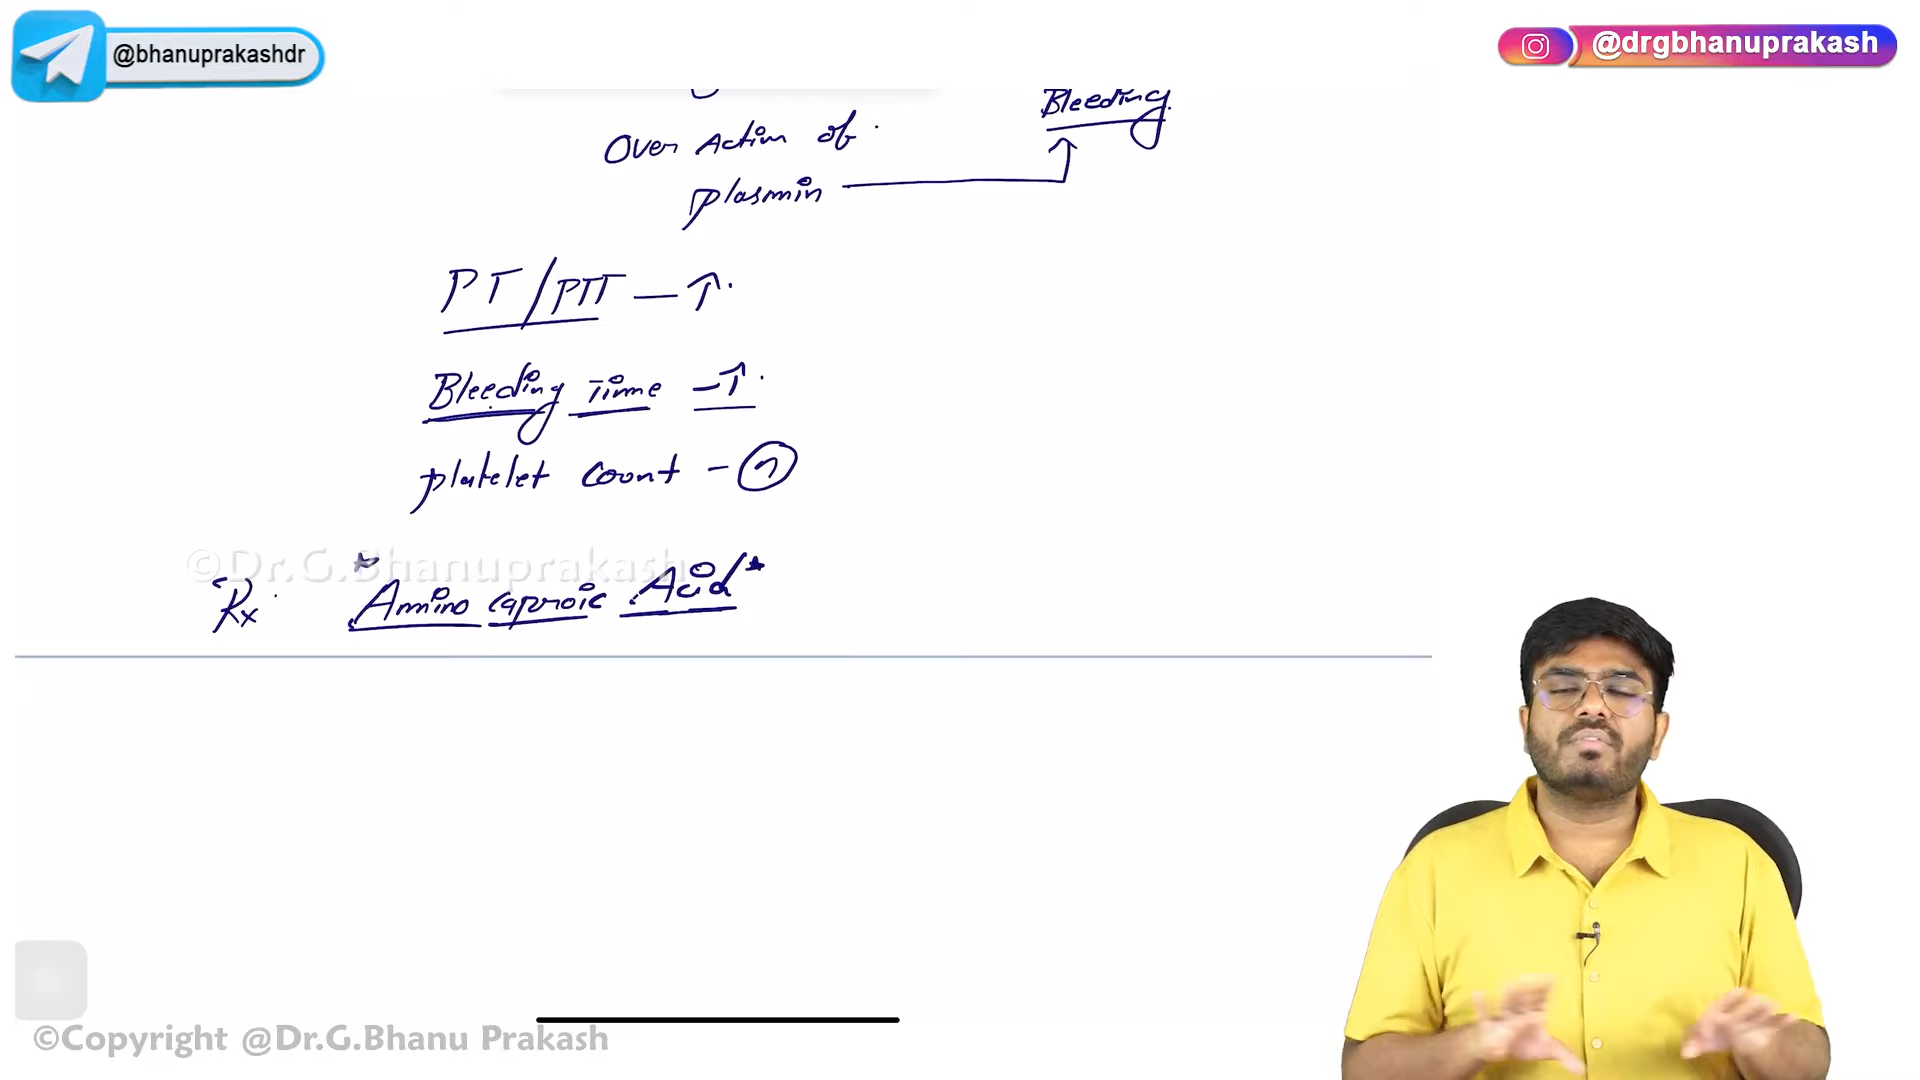 @bhanuprakashdr
@drgbhanuprakash
Bleeding
Over Action of
plasmin
PT/PTT — ↑
Bleeding Time – ↑
platelet count – n
©Dr.G.Bhanuprakash
Rx
* Amino caproic Acid *
©Copyright @Dr.G.Bhanu Prakash